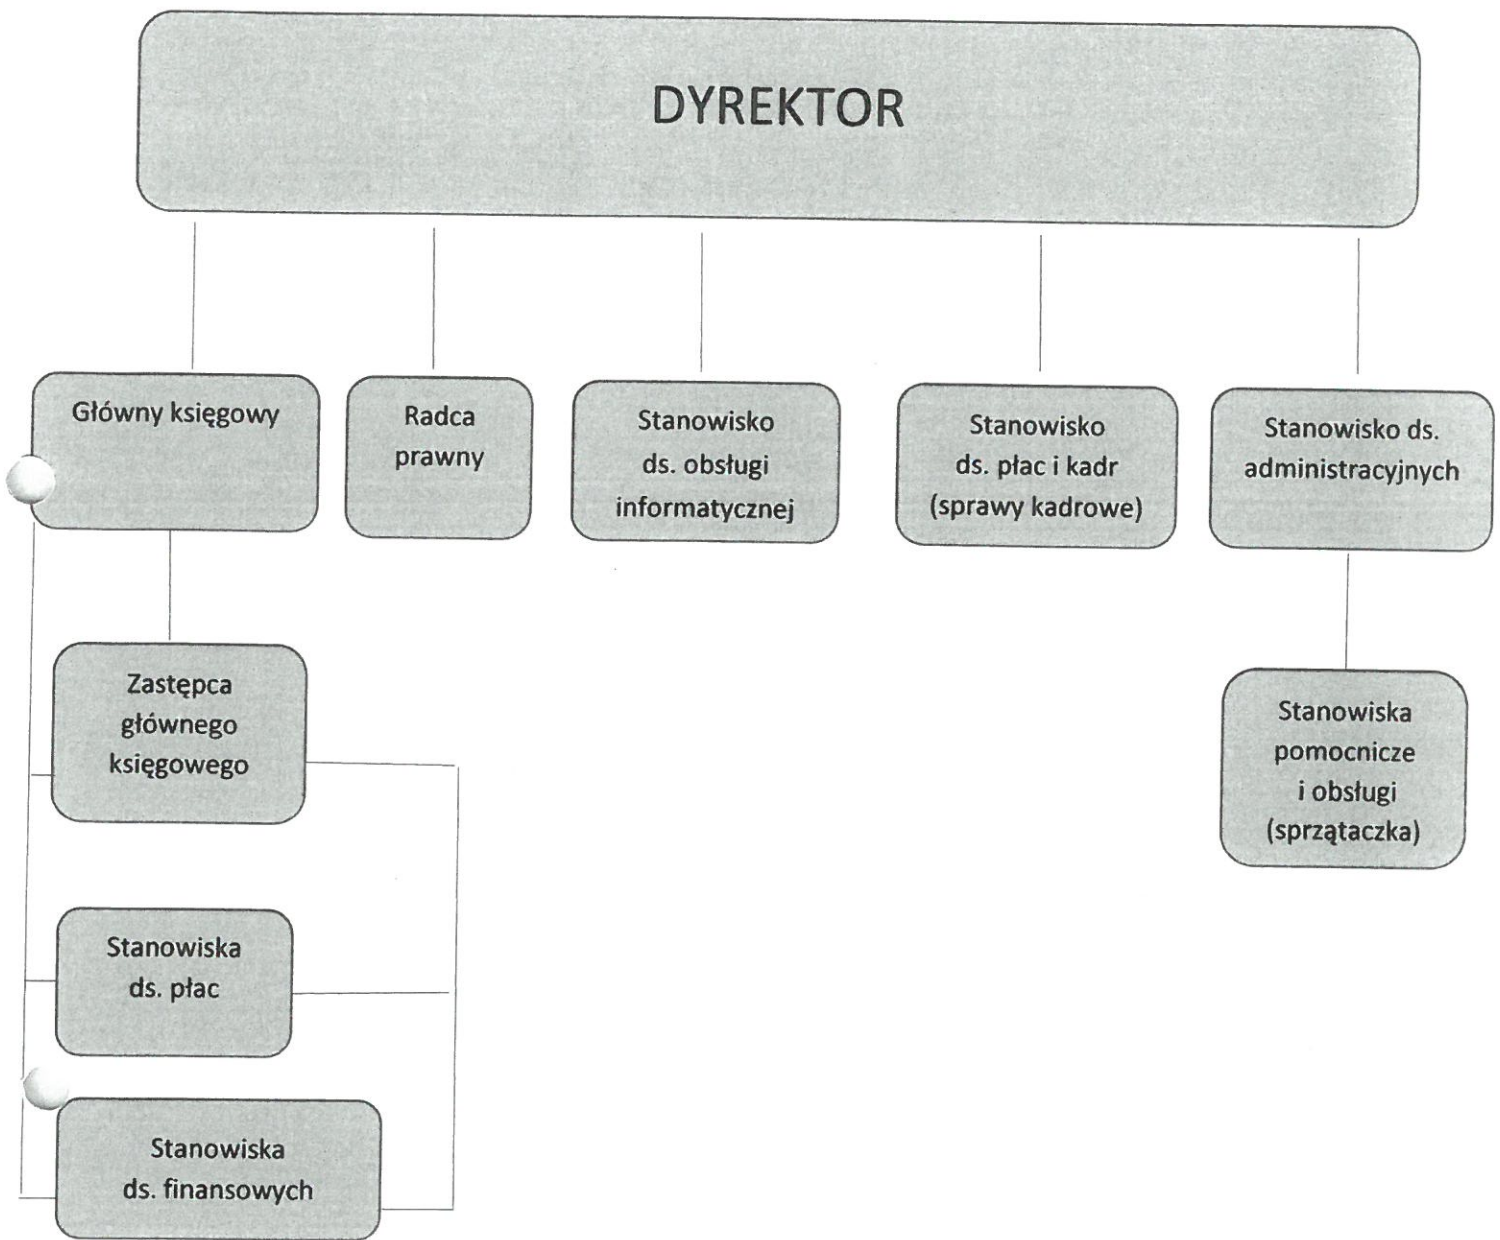 DYREKTOR
Główny księgowy
Radca
prawny
Stanowisko
ds. obsługi
informatycznej
Stanowisko
ds. płac i kadr
(sprawy kadrowe)
Stanowisko ds.
administracyjnych
Zastępca
głównego
księgowego
Stanowiska
pomocnicze
i obsługi
(sprzątaczka)
Stanowiska
ds. płac
Stanowiska
ds. finansowych